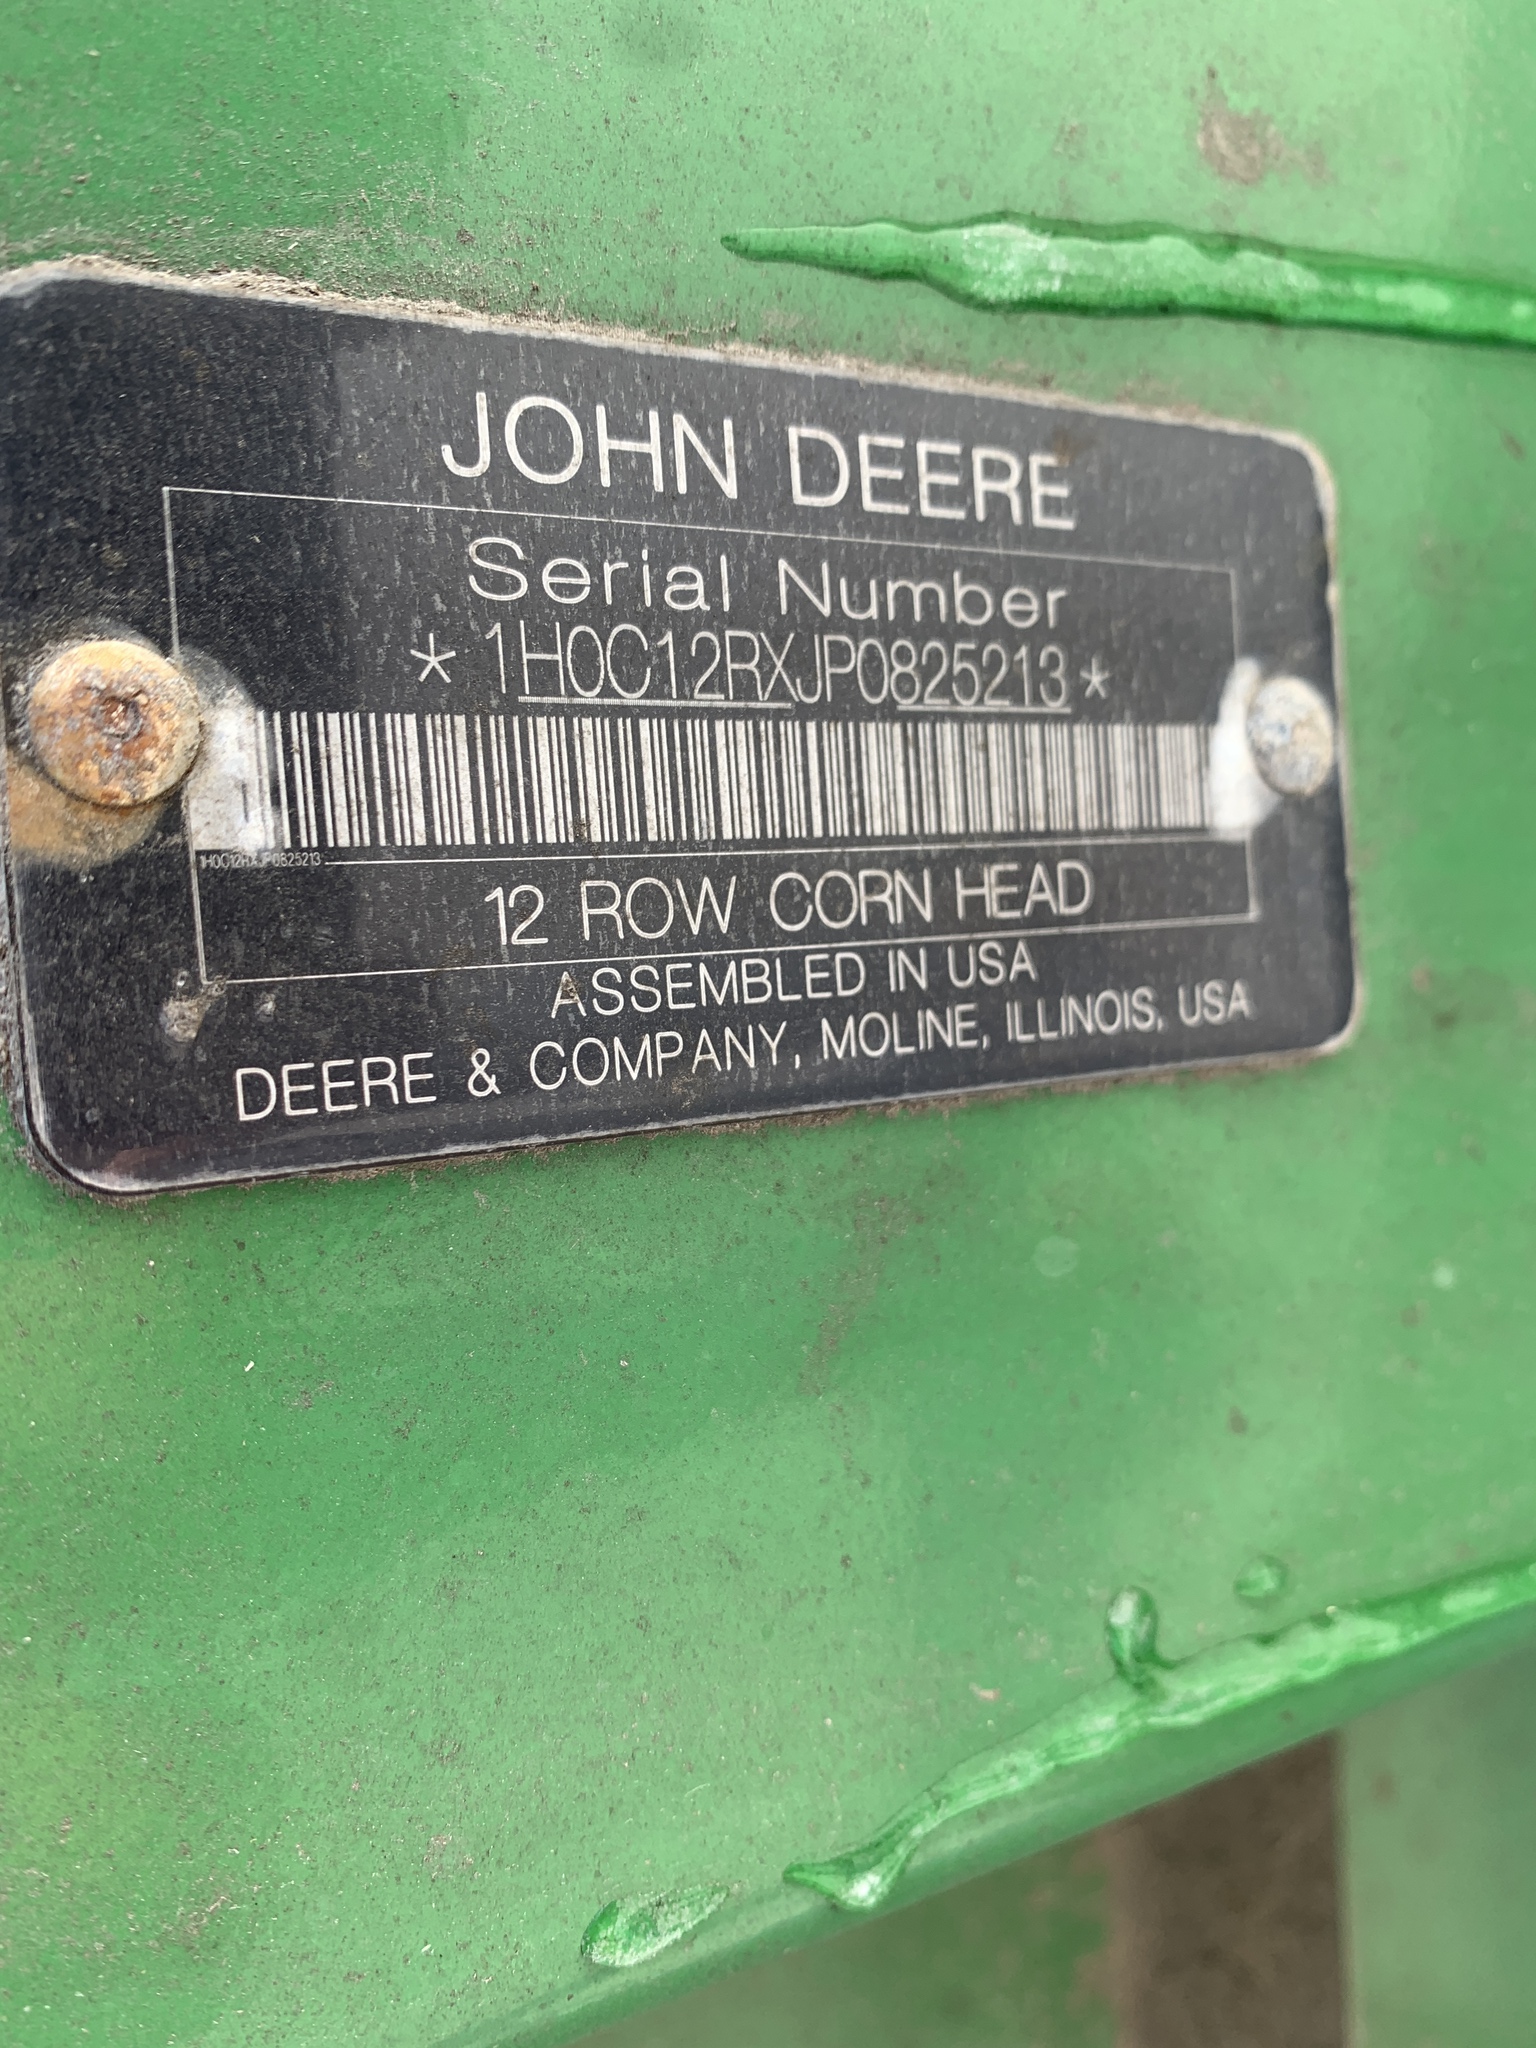 JOHN DEERE
Serial Number
*1H0C12RXJP0825213*
1H0C12RXJP0825213
12 ROW CORN HEAD
ASSEMBLED IN USA
DEERE & COMPANY, MOLINE, ILLINOIS, USA